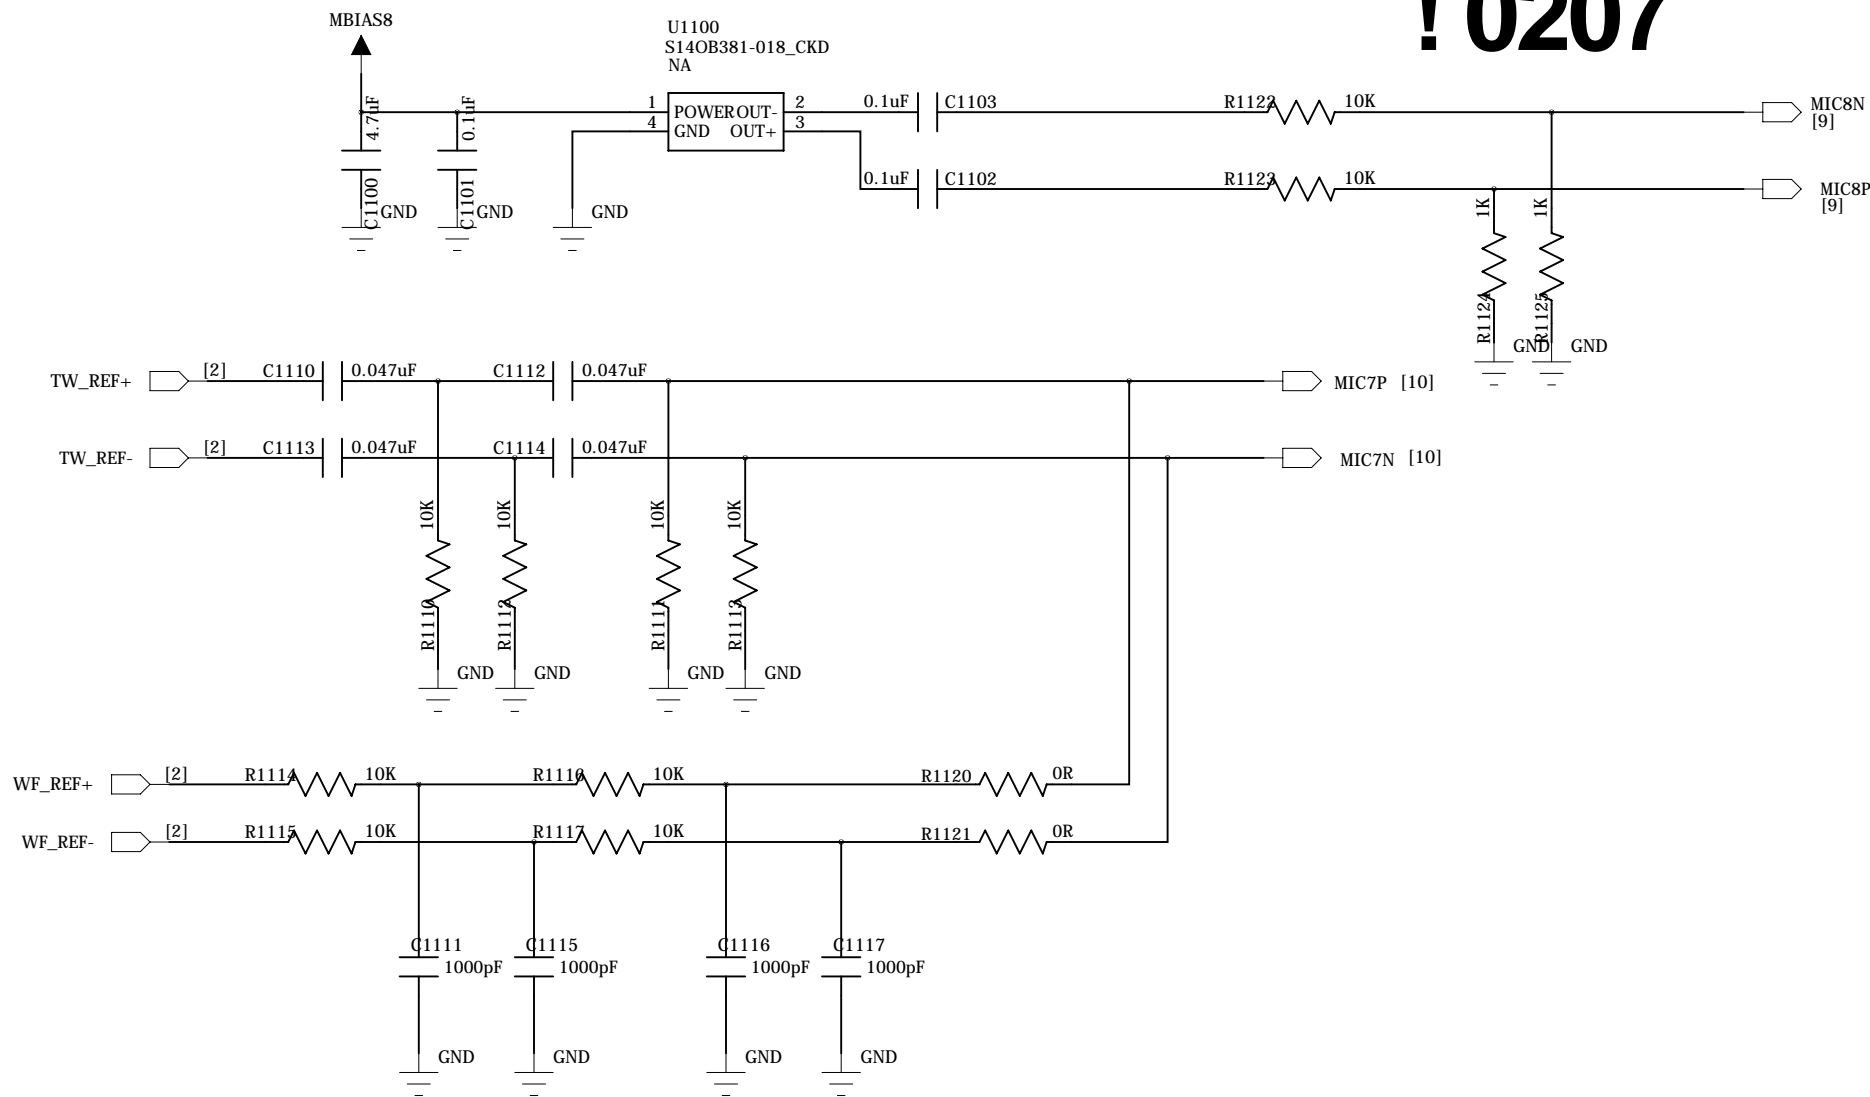 ! 0207
MBIAS8
U1100
S14OB381-018_CKD
NA
4.7uF
0.1uF
C1100
C1101
GND
GND
GND
1
4
POWER
OUT-
GND
OUT+
2
3
0.1uF
C1103
R1122
10K
MIC8N
[9]
0.1uF
C1102
R1123
10K
MIC8P
[9]
1K
1K
R1124
R1125
GND
GND
TW_REF+
[2]
C1110
0.047uF
C1112
0.047uF
MIC7P
[10]
TW_REF-
[2]
C1113
0.047uF
C1114
0.047uF
MIC7N
[10]
10K
10K
10K
10K
R1110
R1112
R1111
R1113
GND
GND
GND
GND
WF_REF+
[2]
R1114
10K
R1116
10K
R1120
0R
WF_REF-
[2]
R1115
10K
R1117
10K
R1121
0R
C1111
1000pF
C1115
1000pF
C1116
1000pF
C1117
1000pF
GND
GND
GND
GND